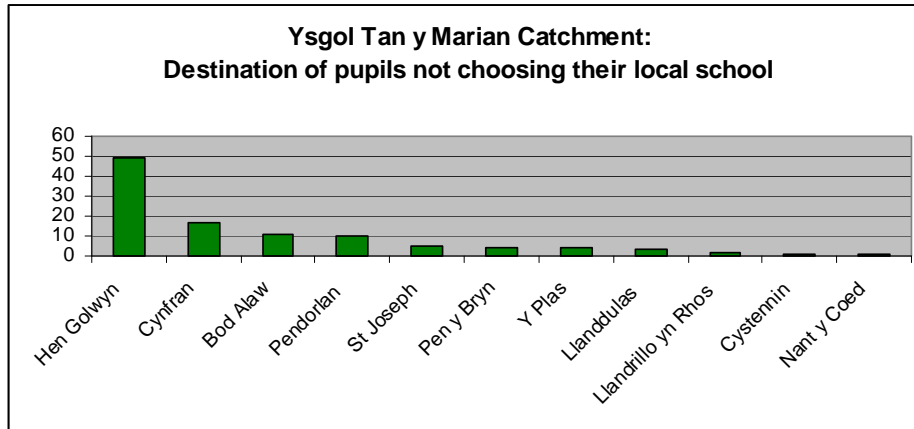 Ysgol Tan y Marian Catchment:
Destination of pupils not choosing their local school
60
50
40
30
20
10
0
Hen Golwyn
Cynfran
Bod Alaw
Pendorlan
St Joseph
Pen y Bryn
Y Plas
Llanddulas
Llandrillo yn Rhos
Cystennin
Nant y Coed